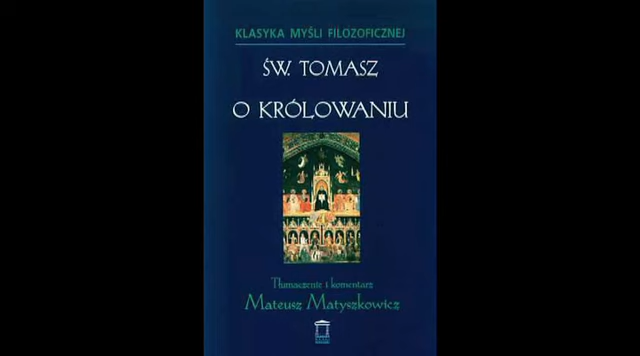 KLASYKA MYŚLI FILOZOFICZNEJ
ŚW. TOMASZ
O KRÓLOWANIU
Tłumaczenie i komentarz
Mateusz Matyszkowicz